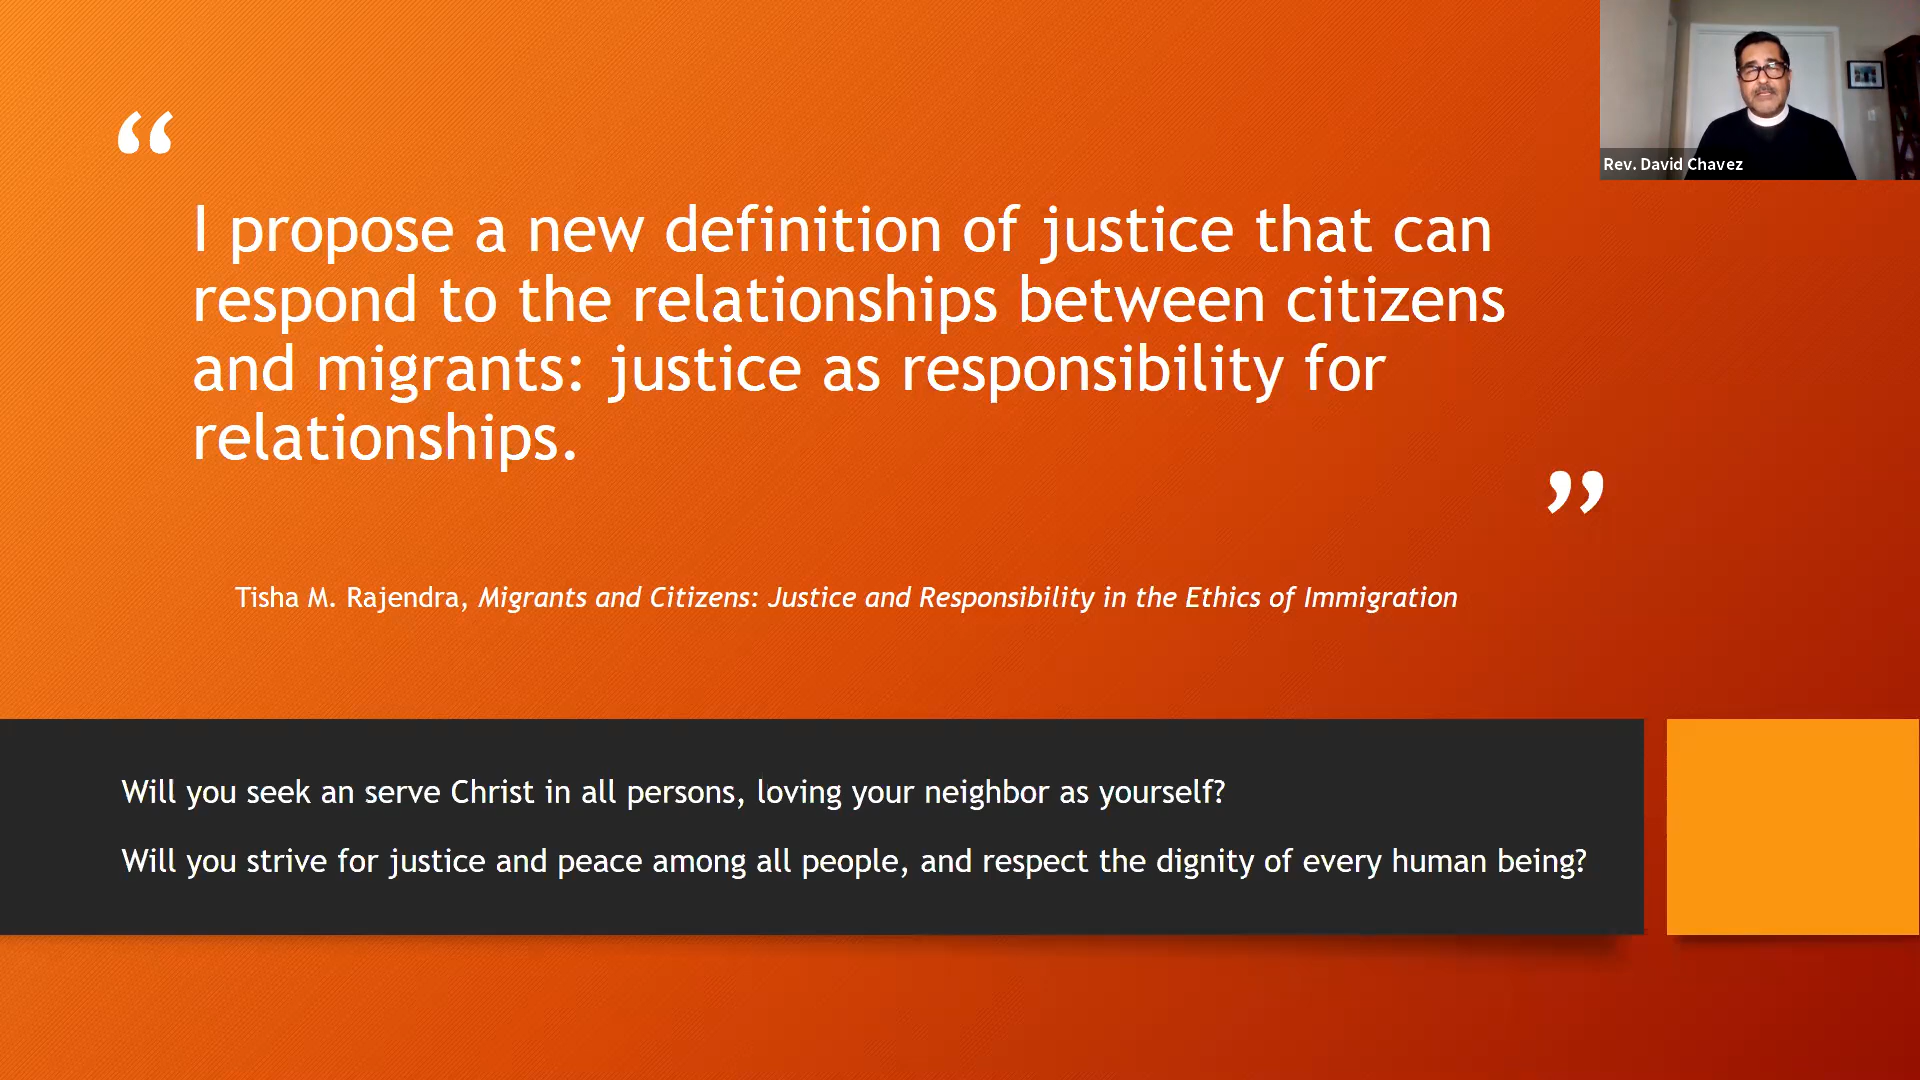 “
I propose a new definition of justice that can
respond to the relationships between citizens
and migrants: justice as responsibility for
relationships.
”
Tisha M. Rajendra, Migrants and Citizens: Justice and Responsibility in the Ethics of Immigration
Will you seek an serve Christ in all persons, loving your neighbor as yourself?
Will you strive for justice and peace among all people, and respect the dignity of every human being?
Rev. David Chavez